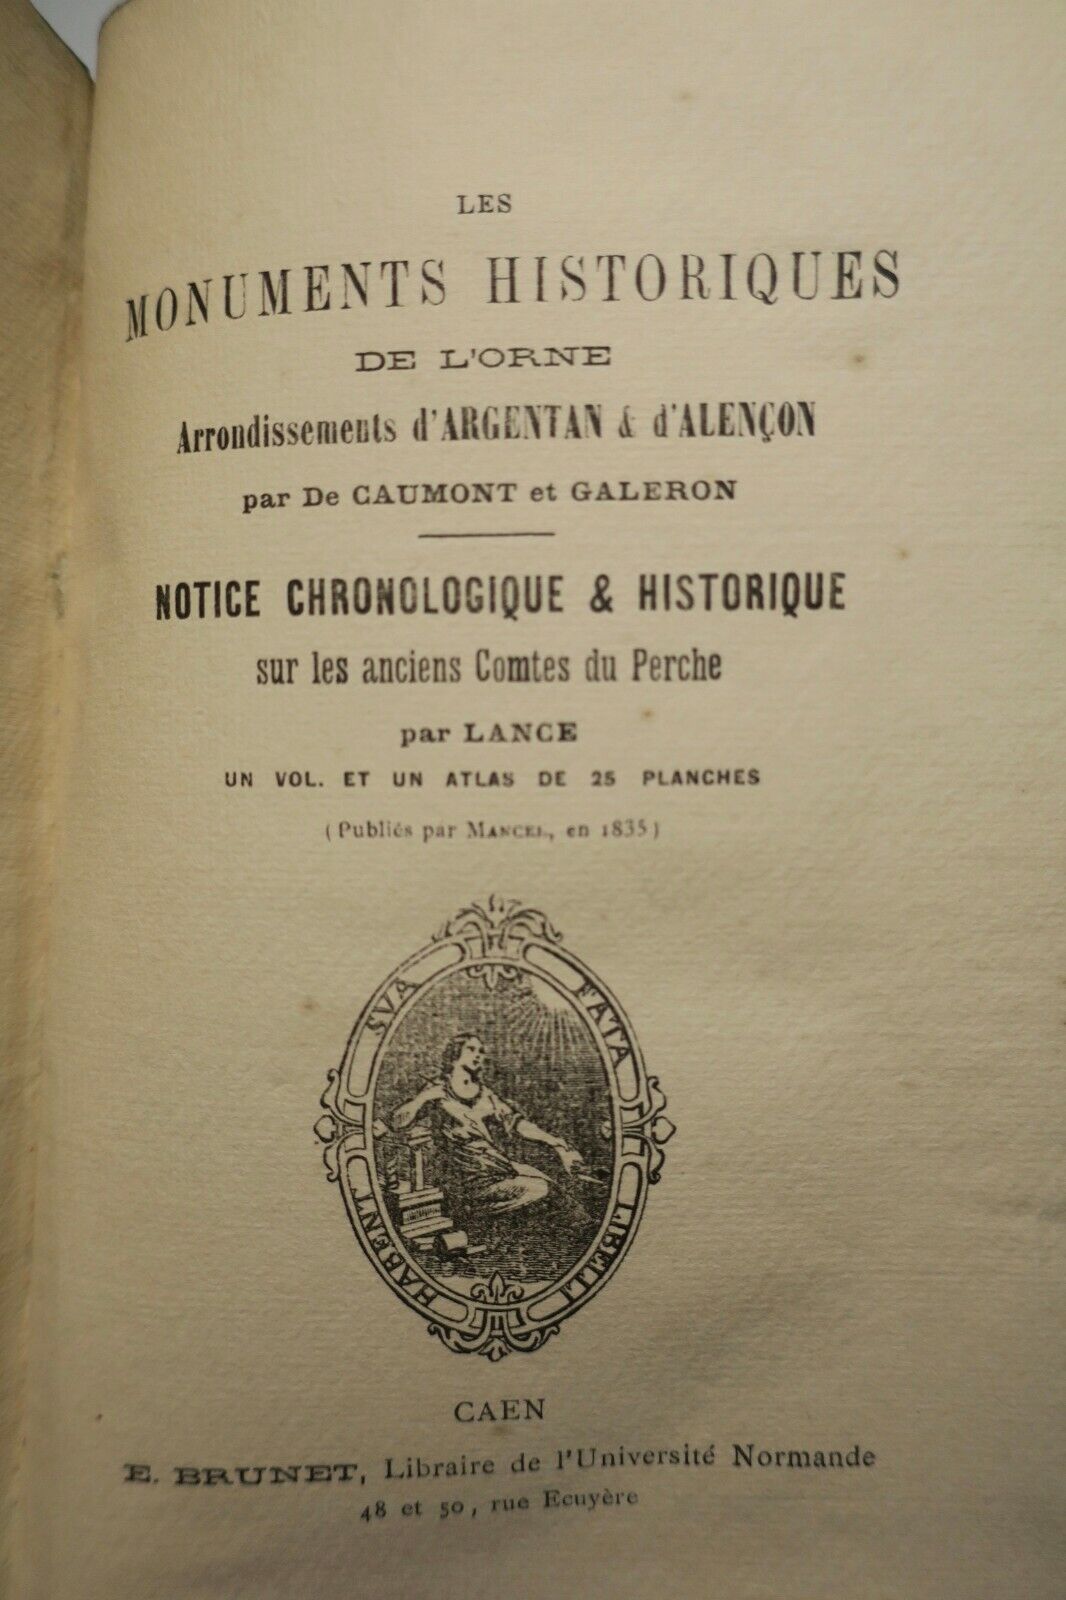 LES
MONUMENTS HISTORIQUES
DE L'ORNE
Arrondissements d'ARGENTAN & d'ALENÇON
par De CAUMONT et GALERON
NOTICE CHRONOLOGIQUE & HISTORIQUE
sur les anciens Comtes du Perche
par LANCE
UN VOL. ET UN ATLAS DE 25 PLANCHES
(Publiés par MANCEL, en 1835)
HABENT SVA FATA LIBELLI
CAEN
E. BRUNET, Libraire de l'Université Normande
48 et 50, rue Ecuyère